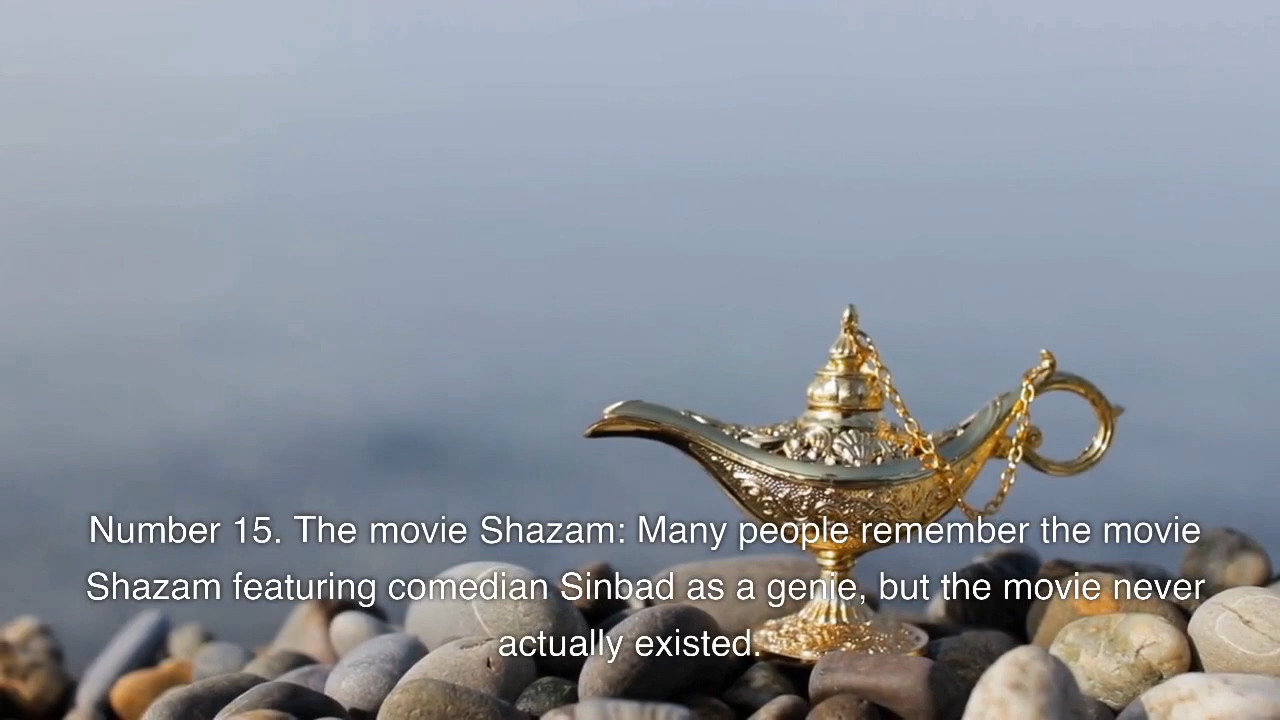 Number 15. The movie Shazam: Many people remember the movie
Shazam featuring comedian Sinbad as a genie, but the movie never
actually existed.